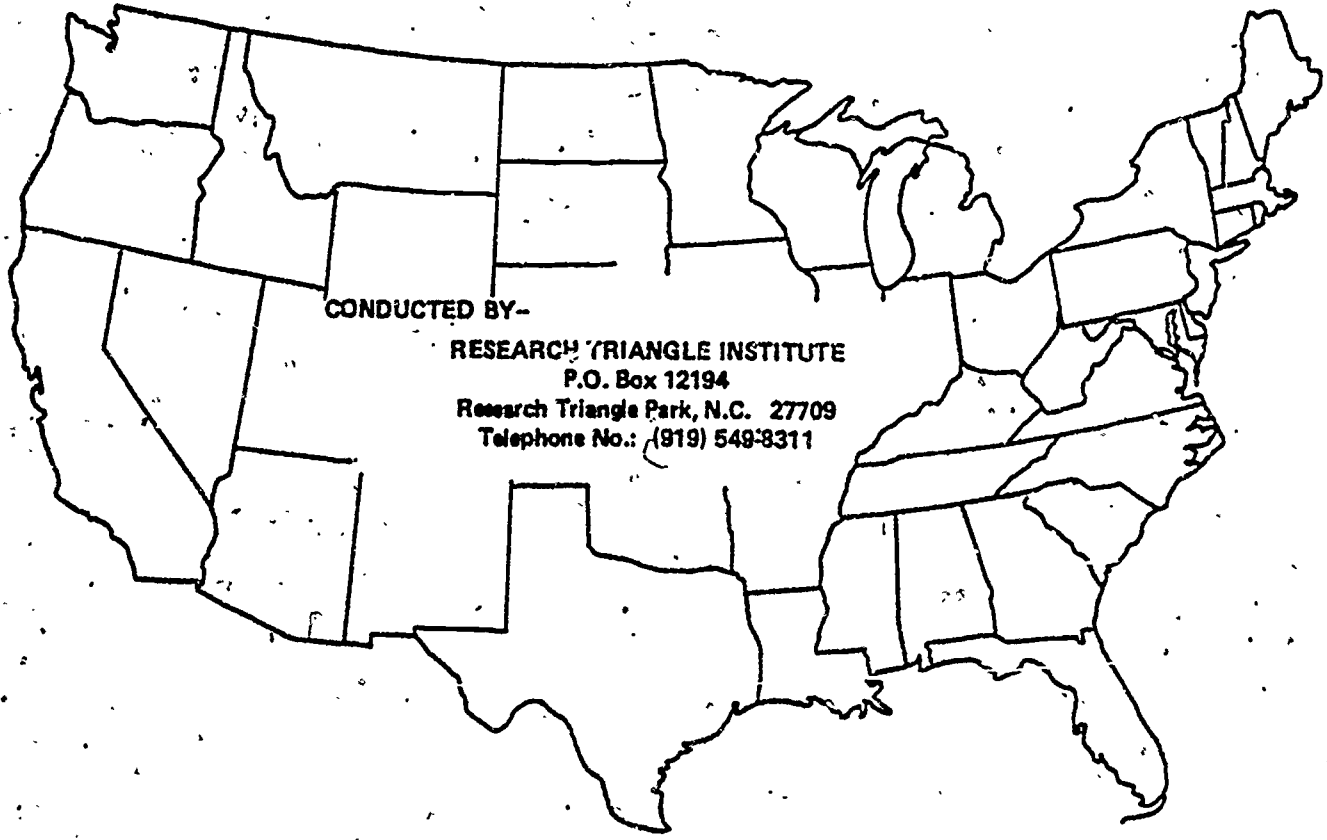 CONDUCTED BY–
RESEARCH TRIANGLE INSTITUTE
P.O. Box 12194
Research Triangle Park, N.C. 27709
Telephone No.: (919) 549-8311